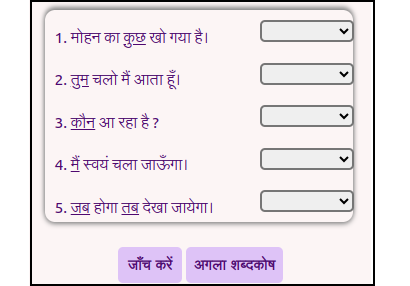 1. मोहन का कुछ खो गया है।
2. तुम चलो मैं आता हूँ।
3. कौन आ रहा है ?
4. मैं स्वयं चला जाऊँगा।
5. जब होगा तब देखा जायेगा।
जाँच करें अगला शब्दकोष